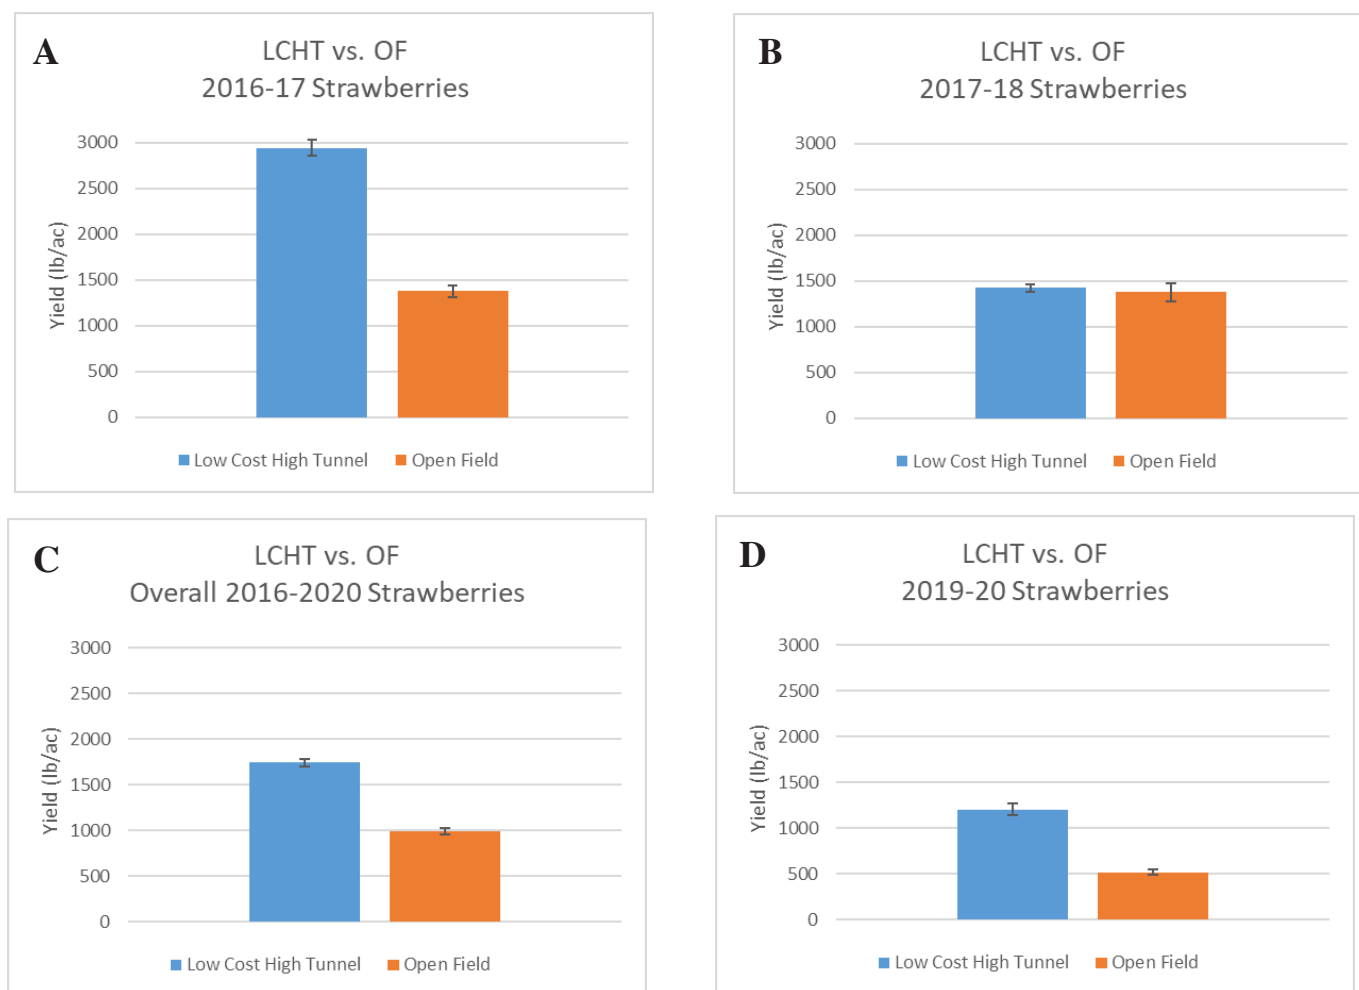 A
LCHT vs. OF
2016-17 Strawberries
3000
2500
2000
1500
1000
500
0
Yield (lb/ac)
Low Cost High Tunnel
Open Field
B
LCHT vs. OF
2017-18 Strawberries
3000
2500
2000
1500
1000
500
0
Yield (lb/ac)
Low Cost High Tunnel
Open Field
C
LCHT vs. OF
Overall 2016-2020 Strawberries
3000
2500
2000
1500
1000
500
0
Yield (lb/ac)
Low Cost High Tunnel
Open Field
D
LCHT vs. OF
2019-20 Strawberries
3000
2500
2000
1500
1000
500
0
Yield (lb/ac)
Low Cost High Tunnel
Open Field